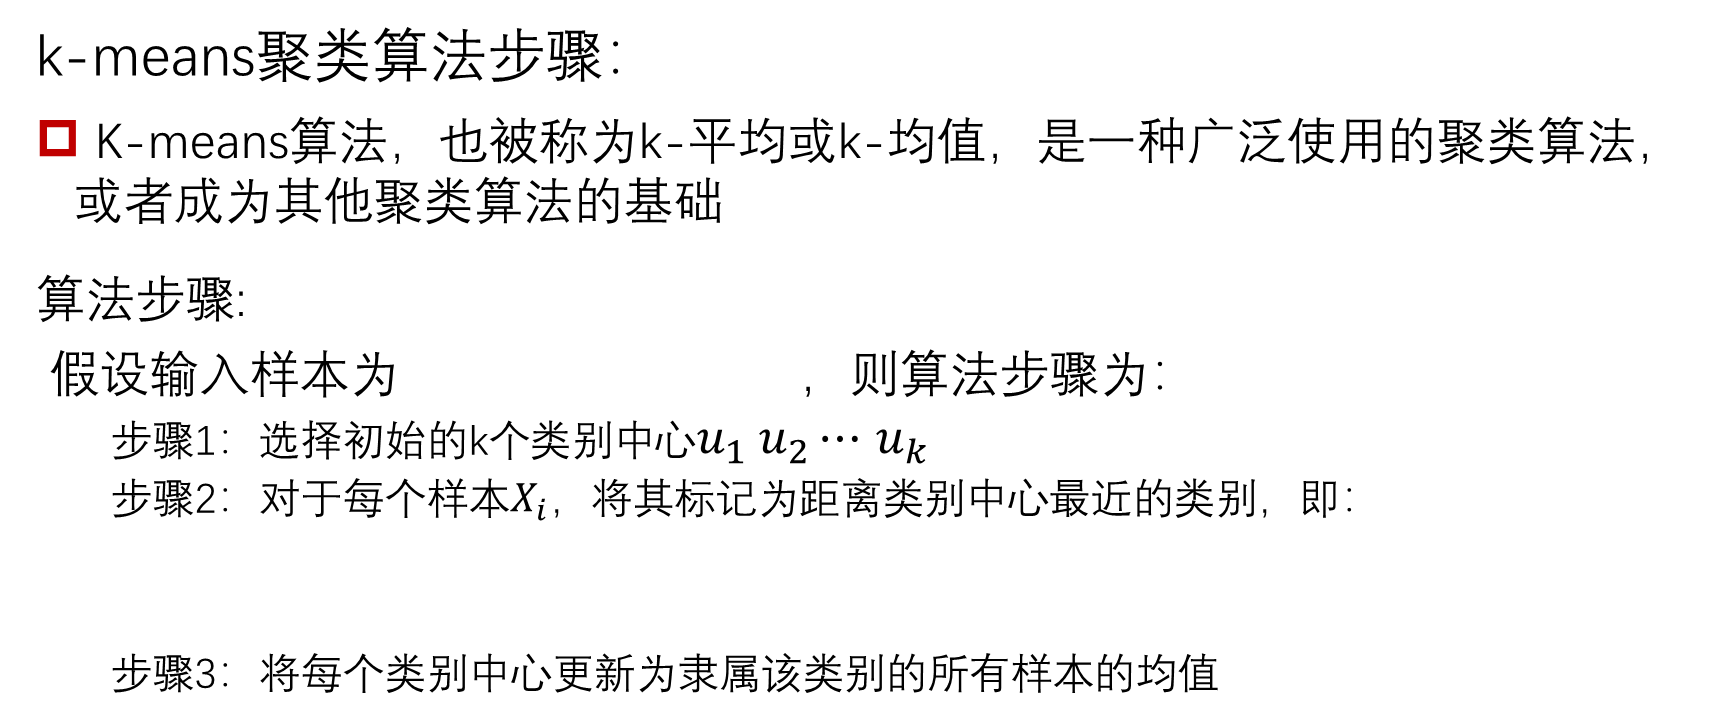 k-means聚类算法步骤：
K-means算法，也被称为k-平均或k-均值，是一种广泛使用的聚类算法，
或者成为其他聚类算法的基础
算法步骤:
假设输入样本为 ，则算法步骤为：
步骤1：选择初始的k个类别中心u₁ u₂ ⋯ uₖ
步骤2：对于每个样本Xᵢ，将其标记为距离类别中心最近的类别，即：
步骤3：将每个类别中心更新为隶属该类别的所有样本的均值